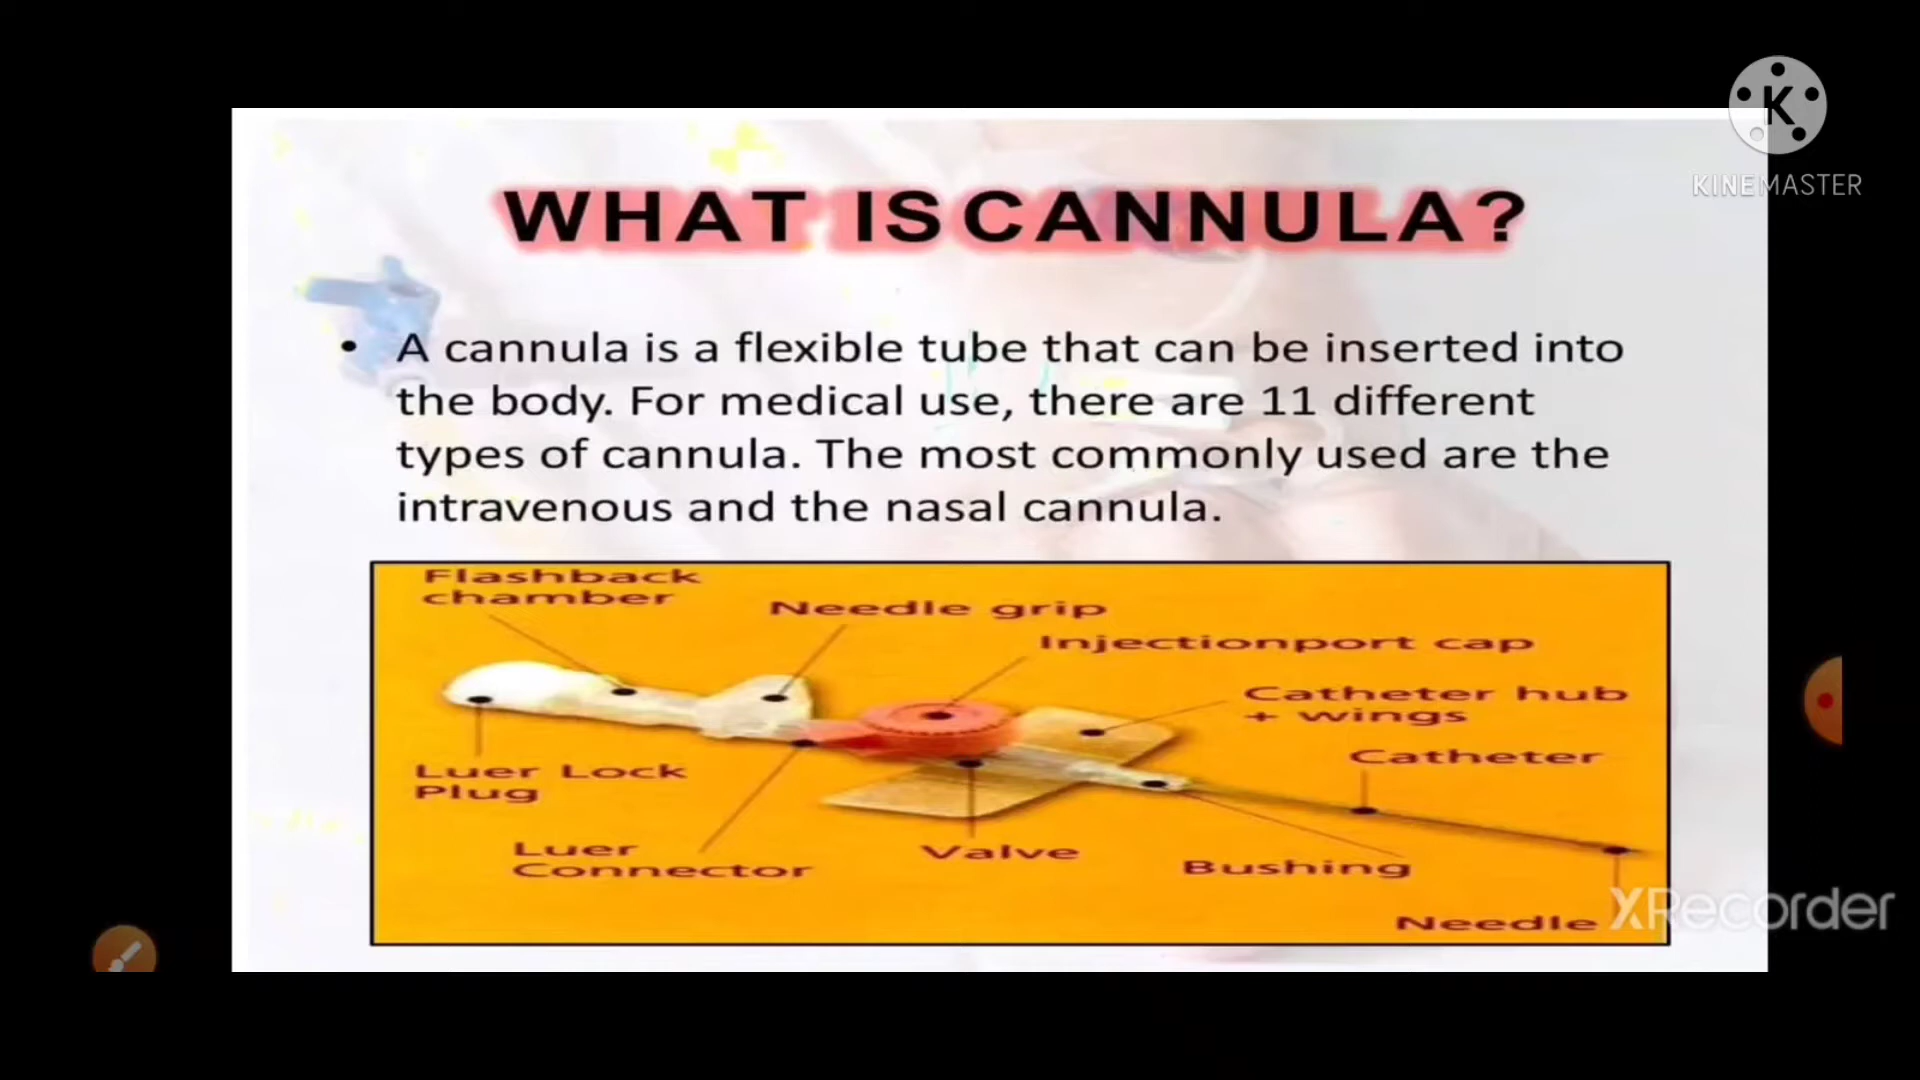 K
KINEMASTER
WHAT ISCANNULA?
• A cannula is a flexible tube that can be inserted into
the body. For medical use, there are 11 different
types of cannula. The most commonly used are the
intravenous and the nasal cannula.
Flashback
chamber
Needle grip
Injectionport cap
Catheter hub
+ wings
Catheter
Luer Lock
Plug
Luer
Connector
Valve
Bushing
Needle
XRecorder